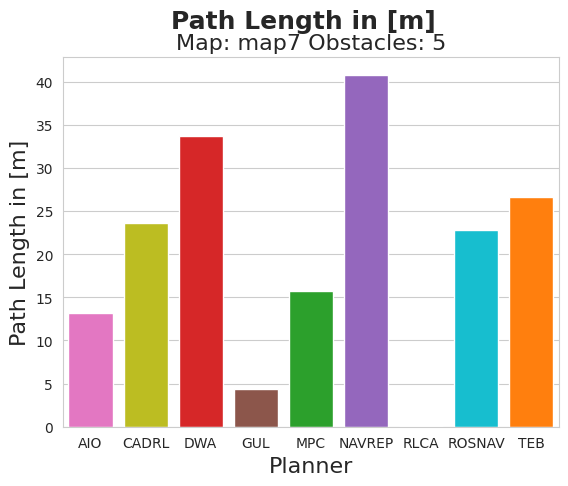 Path Length in [m]
Map: map7 Obstacles: 5
Path Length in [m]
40
35
30
25
20
15
10
5
0
AIO CADRL DWA GUL MPC NAVREP RLCA ROSNAV TEB
Planner